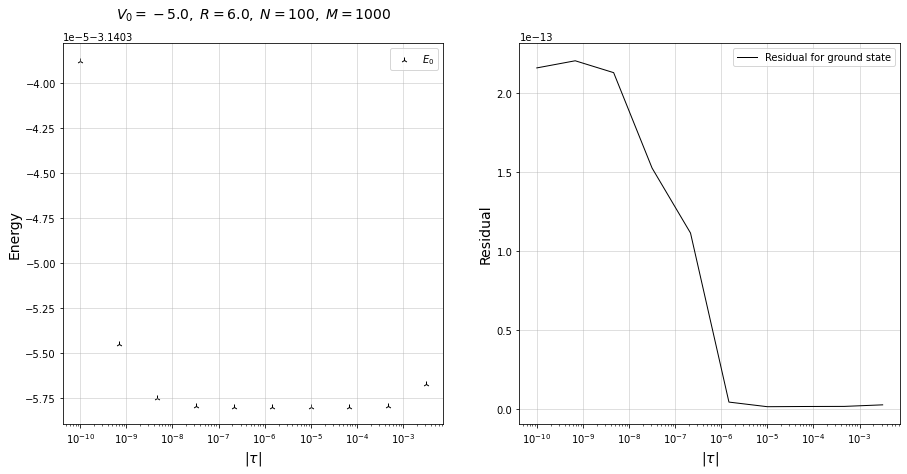 V₀ = −5.0, R = 6.0, N = 100, M = 1000
1e−5−3.1403
E₀
−4.00
−4.25
−4.50
−4.75
−5.00
−5.25
−5.50
−5.75
Energy
10⁻¹⁰ 10⁻⁹ 10⁻⁸ 10⁻⁷ 10⁻⁶ 10⁻⁵ 10⁻⁴ 10⁻³
|τ|
1e−13
Residual for ground state
2.0
1.5
1.0
0.5
0.0
Residual
10⁻¹⁰ 10⁻⁹ 10⁻⁸ 10⁻⁷ 10⁻⁶ 10⁻⁵ 10⁻⁴ 10⁻³
|τ|